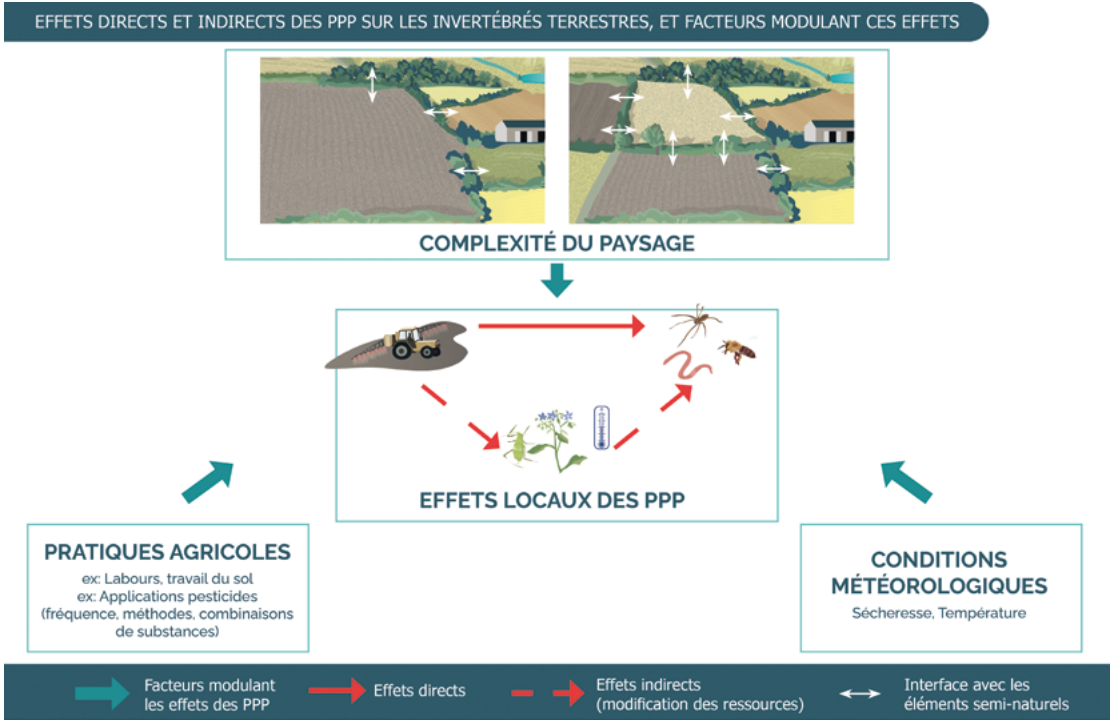 EFFETS DIRECTS ET INDIRECTS DES PPP SUR LES INVERTÉBRÉS TERRESTRES, ET FACTEURS MODULANT CES EFFETS
COMPLEXITÉ DU PAYSAGE
EFFETS LOCAUX DES PPP
PRATIQUES AGRICOLES
ex: Labours, travail du sol
ex: Applications pesticides
(fréquence, méthodes, combinaisons
de substances)
CONDITIONS
MÉTÉOROLOGIQUES
Sécheresse, Température
Facteurs modulant
les effets des PPP
Effets directs
Effets indirects
(modification des ressources)
Interface avec les
éléments semi-naturels